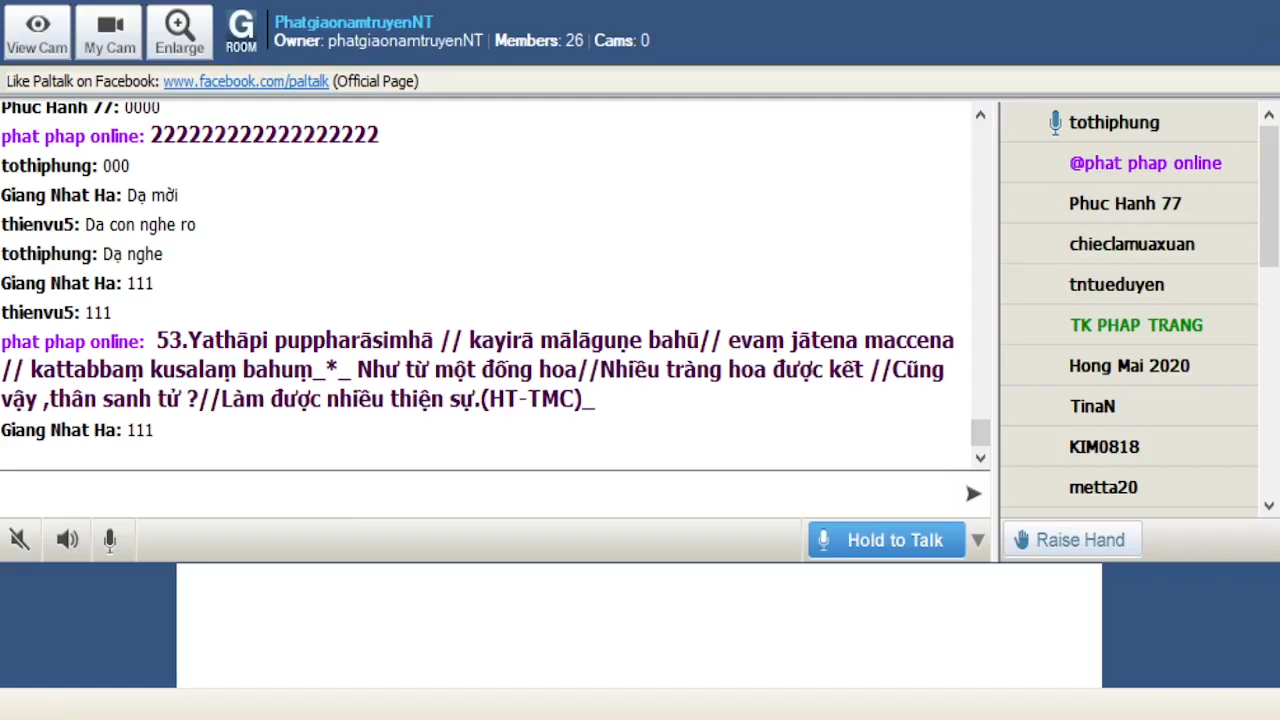 View Cam
My Cam
Enlarge
G
ROOM
PhatgiaonamtruyenNT
Owner: phatgiaonamtruyenNT | Members: 26 | Cams: 0
Like Paltalk on Facebook: www.facebook.com/paltalk (Official Page)
Phuc Hanh 77: 0000
phat phap online: 222222222222222222
tothiphung: 000
Giang Nhat Ha: Dạ mời
thienvu5: Da con nghe ro
tothiphung: Dạ nghe
Giang Nhat Ha: 111
thienvu5: 111
phat phap online: 53.Yathāpi puppharāsimhā // kayirā mālāguṇe bahū// evaṃ jātena maccena
// kattabbaṃ kusalaṃ bahuṃ_*_ Như từ một đống hoa//Nhiều tràng hoa được kết //Cũng
vậy ,thân sanh tử ?//Làm được nhiều thiện sự.(HT-TMC)_
Giang Nhat Ha: 111
tothiphung
@phat phap online
Phuc Hanh 77
chieclamuaxuan
tntueduyen
TK PHAP TRANG
Hong Mai 2020
TinaN
KIM0818
metta20
Hold to Talk
Raise Hand